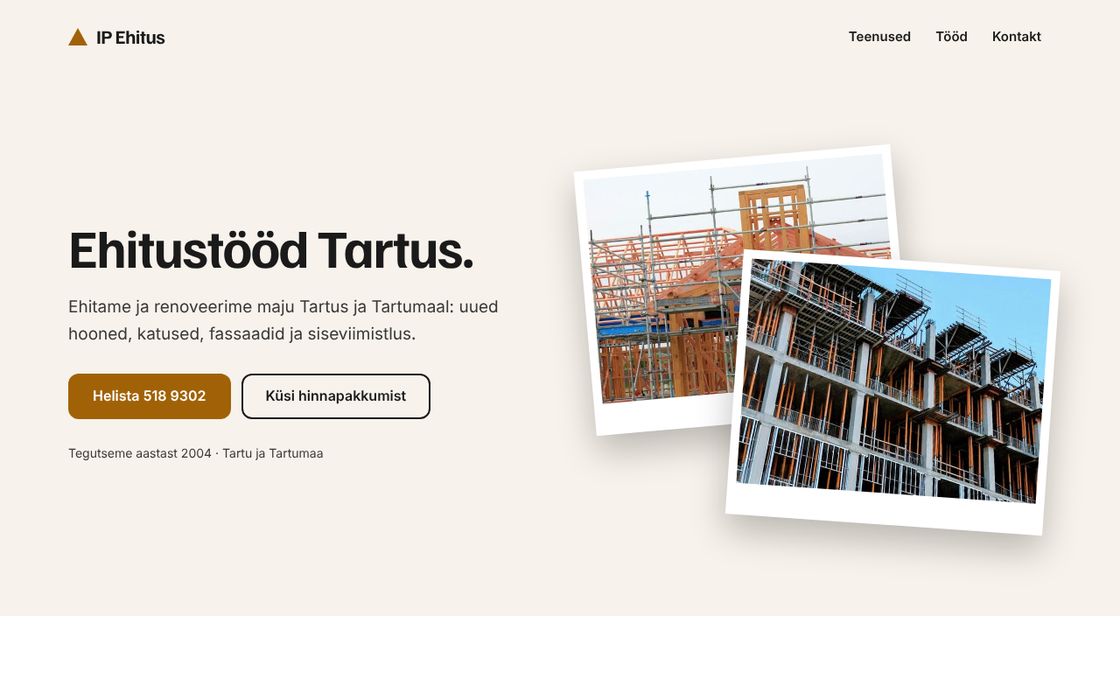 IP Ehitus
Teenused
Tööd
Kontakt
Ehitustööd Tartus.
Ehitame ja renoveerime maju Tartus ja Tartumaal: uued
hooned, katused, fassaadid ja siseviimistlus.
Helista 518 9302
Küsi hinnapakkumist
Tegutseme aastast 2004 · Tartu ja Tartumaa